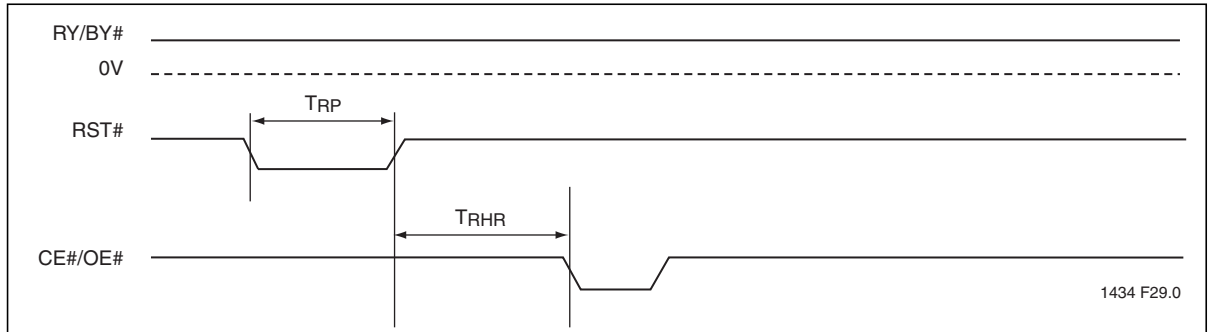 RY/BY#
0V
TRP
RST#
TRHR
CE#/OE#
1434 F29.0